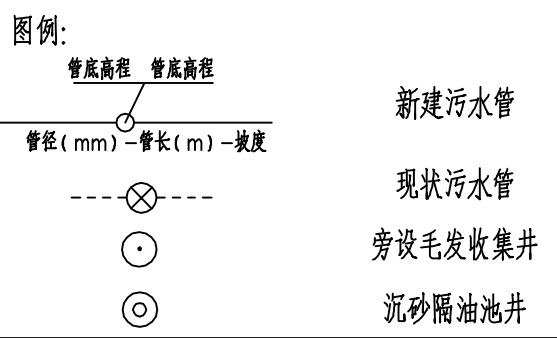 图例:
管底高程 管底高程
新建污水管
管径(mm)-管长(m)-坡度
现状污水管
旁设毛发收集井
沉砂隔油池井